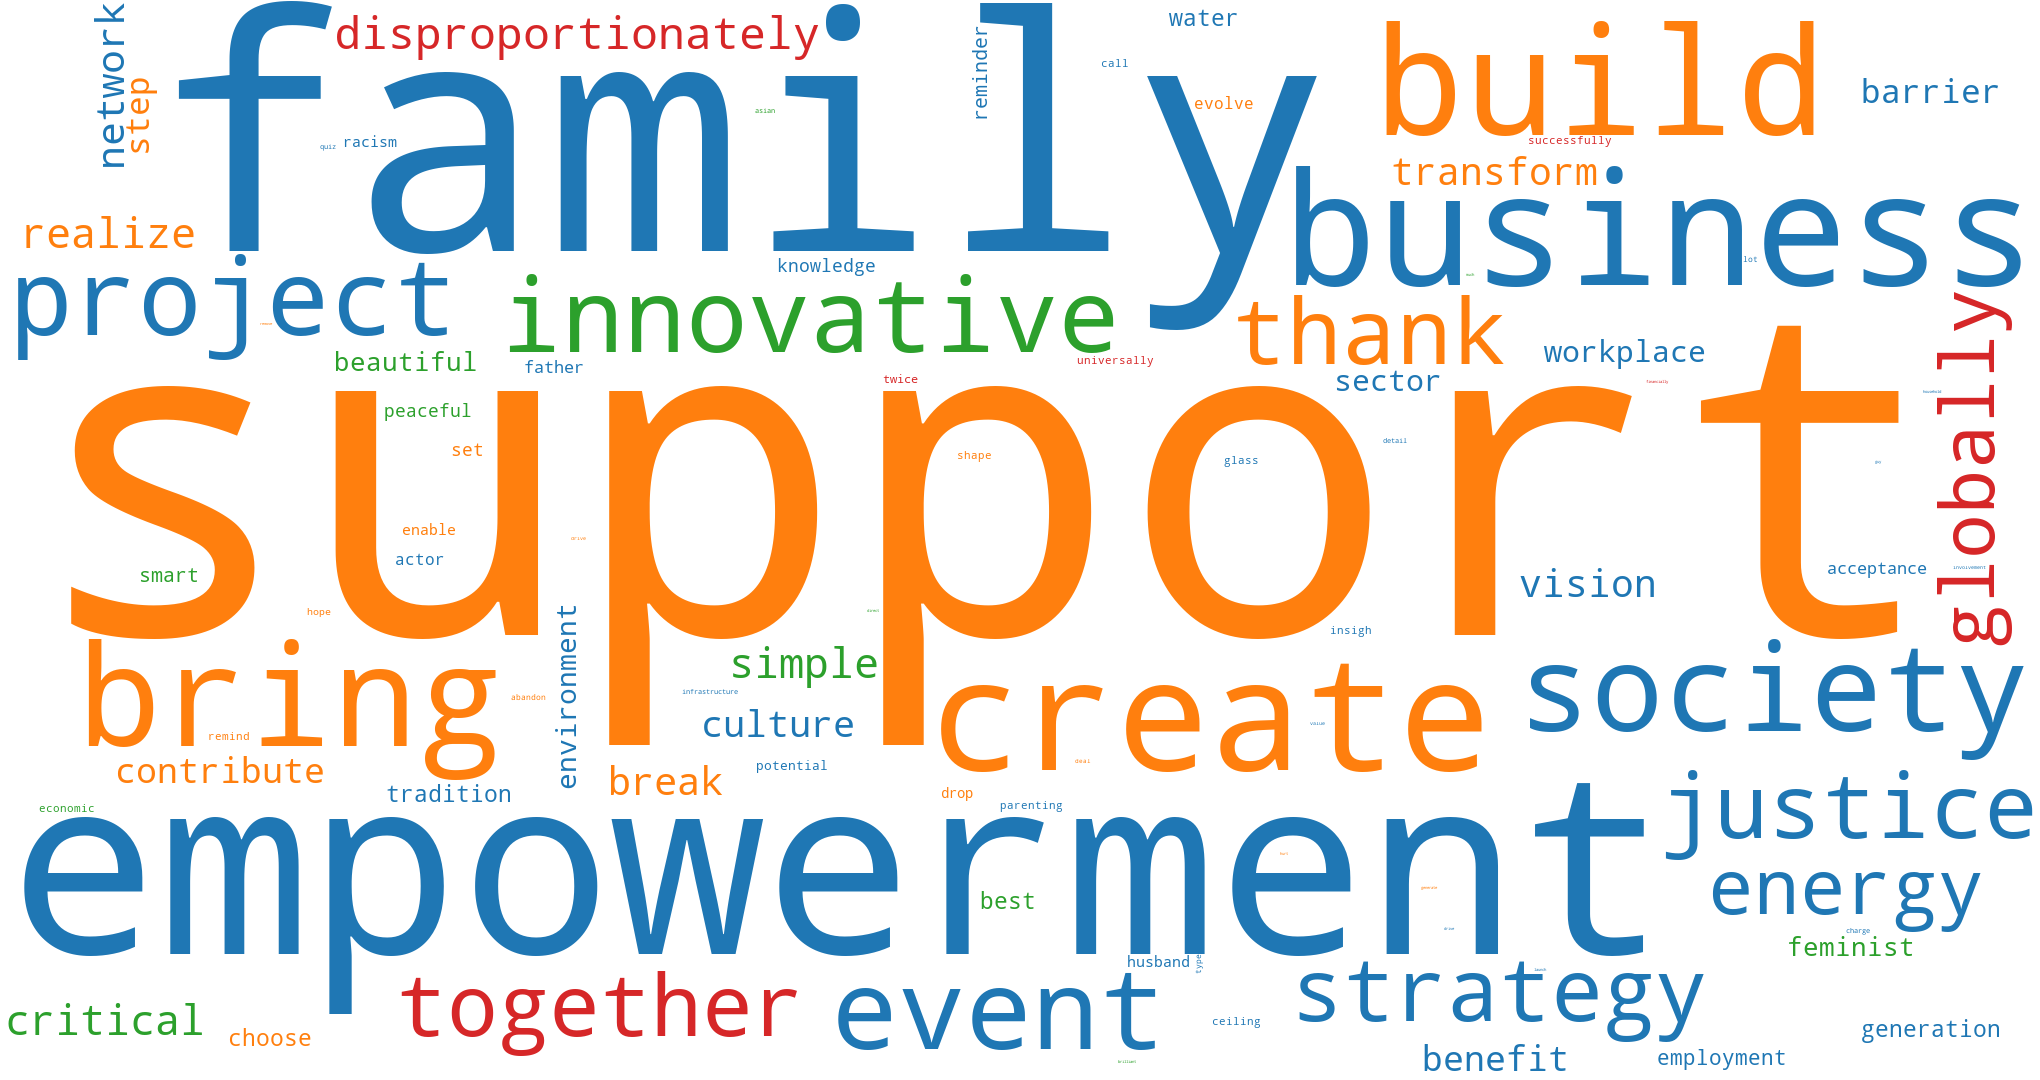 network
family
disproportionately
water
build
reminder
call
step
barrier
evolve
asian
racism
quiz
successfully
transform
business
realize
project
knowledge
lot
innovative
thank
globally
beautiful
father
universally
workplace
twice
sector
support
peaceful
set
shape
glass
detail
enable
actor
smart
vision
acceptance
involvement
hope
environment
insigh
bring
simple
create
society
infrastructure
abandon
culture
remind
contribute
potential
break
tradition
drop
parenting
economic
justice
empowerment
energy
best
charge
feminist
husband
type
strategy
together
event
critical
choose
ceiling
generation
benefit
employment